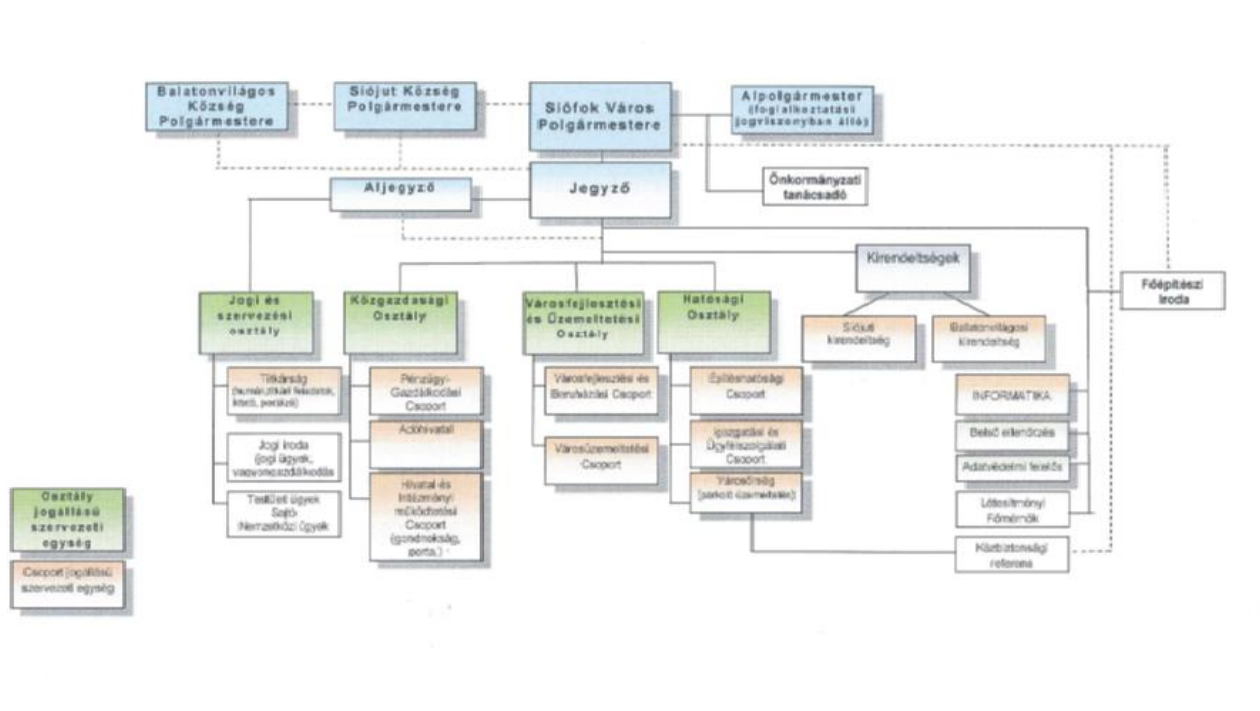 Balatonvilágos
Község
Polgármestere
Siójut Község
Polgármestere
Siófok Város
Polgármestere
Alpolgármester
(foglalkoztatási
jogviszonyban álló)
Aljegyző
Jegyző
Önkormányzati
tanácsadó
Kirendeltségek
Főépítészi
Iroda
Jogi és
szervezési
osztály
Közgazdasági
Osztály
Városfejlesztési
és Üzemeltetési
Osztály
Hatósági
Osztály
Siójuti
kirendeltség
Balatonvilágosi
kirendeltség
Titkárság
Pénzügy-
Gazdálkodási
Csoport
Városfejlesztési és
Beruházási Csoport
Építéshatósági
Csoport
INFORMATIKA
Jogi Iroda
(jogi ügyek,
vagyongazdálkodás
Adóhivatal
Városüzemeltetési
Csoport
Igazgatási és
Ügyfélszolgálati
Csoport
Belső ellenőrzés
Adatvédelmi felelős
Testületi ügyek
Sajtó-
Nemzetközi ügyek
Hivatal-és
Intézményi
működtetési
Csoport
(gondnokság,
porta,)
Városőrség
(parkoló üzemeltetés)
Létesítményi
Főmérnök
Közbiztonsági
referens
Osztály
jogállású
szervezeti
egység
Csoport jogállású
szervezeti egység